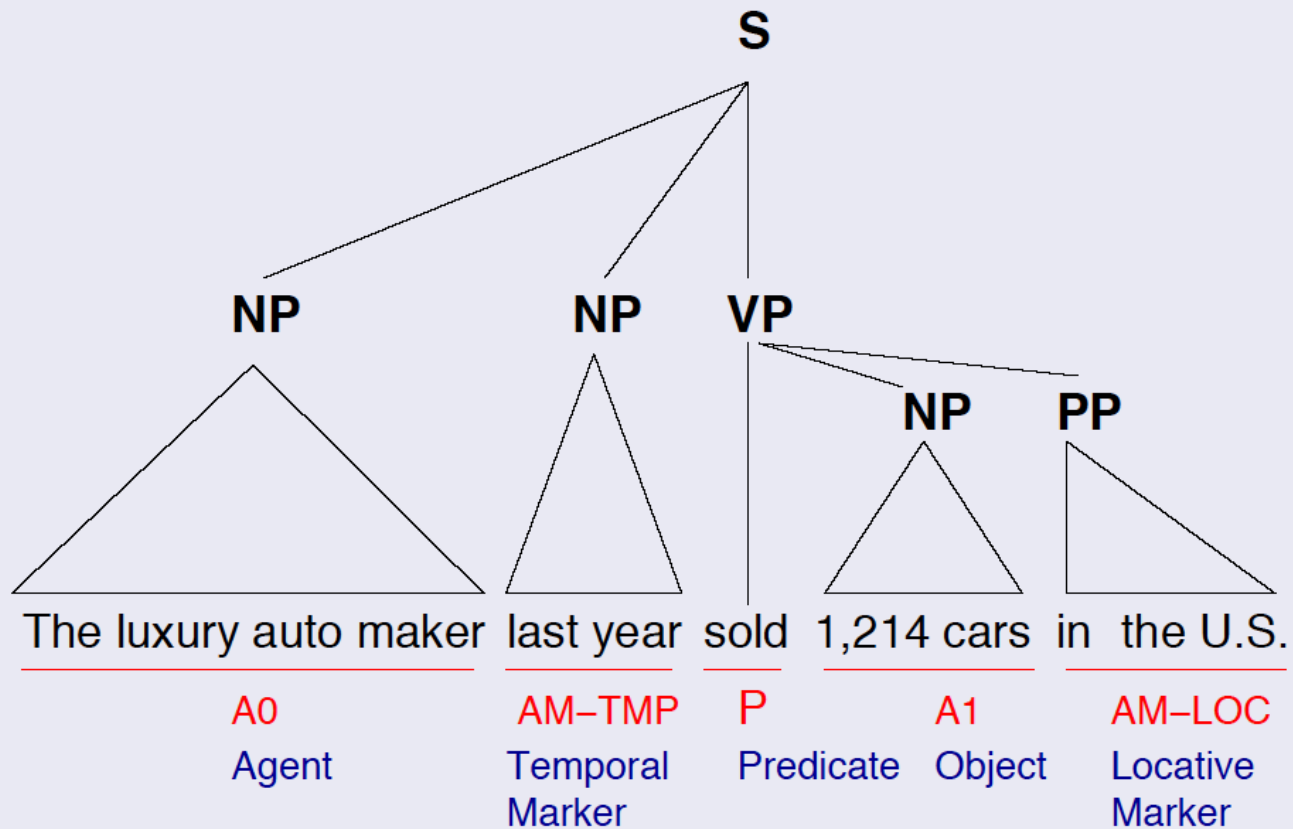 S
NP NP VP
NP PP
The luxury auto maker last year sold 1,214 cars in the U.S.
A0 AM–TMP P A1 AM–LOC
Agent Temporal Predicate Object Locative
Marker Marker